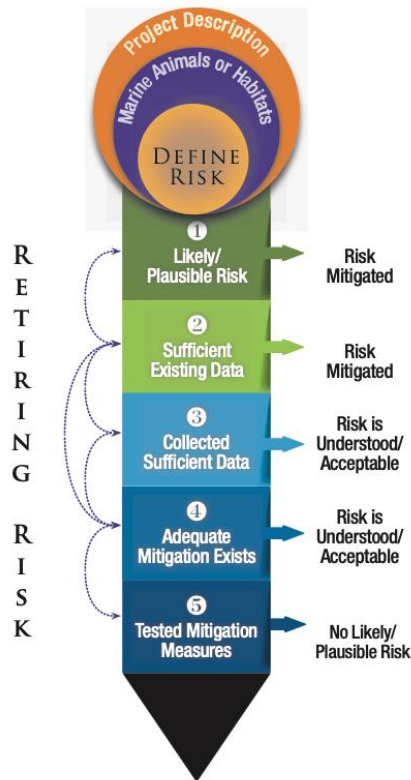 Project Description
Marine Animals or Habitats
DEFINE
RISK
RETIRING RISK
1
Likely/
Plausible Risk
Risk
Mitigated
2
Sufficient
Existing Data
Risk
Mitigated
3
Collected
Sufficient Data
Risk is
Understood/
Acceptable
4
Adequate
Mitigation Exists
Risk is
Understood/
Acceptable
5
Tested Mitigation
Measures
No Likely/
Plausible Risk